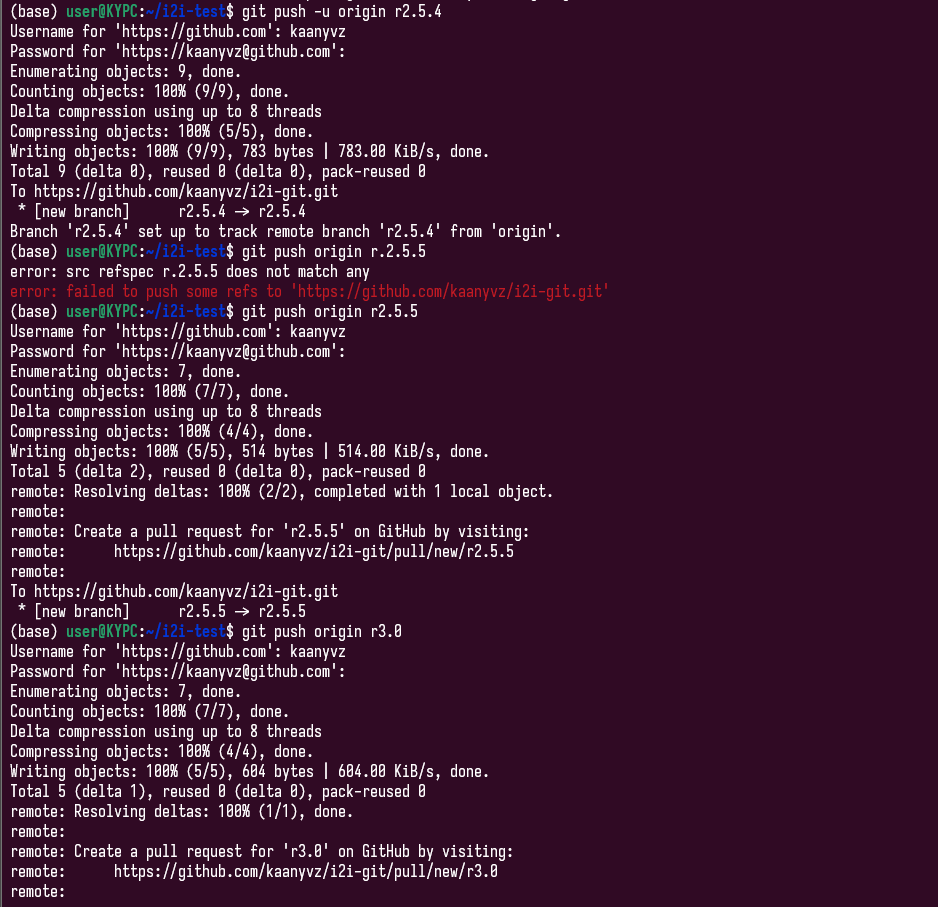 (base) user@KYPC:~/i2i-test$ git push -u origin r2.5.4
Username for 'https://github.com': kaanyvz
Password for 'https://kaanyvz@github.com':
Enumerating objects: 9, done.
Counting objects: 100% (9/9), done.
Delta compression using up to 8 threads
Compressing objects: 100% (5/5), done.
Writing objects: 100% (9/9), 783 bytes | 783.00 KiB/s, done.
Total 9 (delta 0), reused 0 (delta 0), pack-reused 0
To https://github.com/kaanyvz/i2i-git.git
 * [new branch]      r2.5.4 -> r2.5.4
Branch 'r2.5.4' set up to track remote branch 'r2.5.4' from 'origin'.
(base) user@KYPC:~/i2i-test$ git push origin r.2.5.5
error: src refspec r.2.5.5 does not match any
error: failed to push some refs to 'https://github.com/kaanyvz/i2i-git.git'
(base) user@KYPC:~/i2i-test$ git push origin r2.5.5
Username for 'https://github.com': kaanyvz
Password for 'https://kaanyvz@github.com':
Enumerating objects: 7, done.
Counting objects: 100% (7/7), done.
Delta compression using up to 8 threads
Compressing objects: 100% (4/4), done.
Writing objects: 100% (5/5), 514 bytes | 514.00 KiB/s, done.
Total 5 (delta 2), reused 0 (delta 0), pack-reused 0
remote: Resolving deltas: 100% (2/2), completed with 1 local object.
remote:
remote: Create a pull request for 'r2.5.5' on GitHub by visiting:
remote:      https://github.com/kaanyvz/i2i-git/pull/new/r2.5.5
remote:
To https://github.com/kaanyvz/i2i-git.git
 * [new branch]      r2.5.5 -> r2.5.5
(base) user@KYPC:~/i2i-test$ git push origin r3.0
Username for 'https://github.com': kaanyvz
Password for 'https://kaanyvz@github.com':
Enumerating objects: 7, done.
Counting objects: 100% (7/7), done.
Delta compression using up to 8 threads
Compressing objects: 100% (4/4), done.
Writing objects: 100% (5/5), 604 bytes | 604.00 KiB/s, done.
Total 5 (delta 1), reused 0 (delta 0), pack-reused 0
remote: Resolving deltas: 100% (1/1), done.
remote:
remote: Create a pull request for 'r3.0' on GitHub by visiting:
remote:      https://github.com/kaanyvz/i2i-git/pull/new/r3.0
remote: